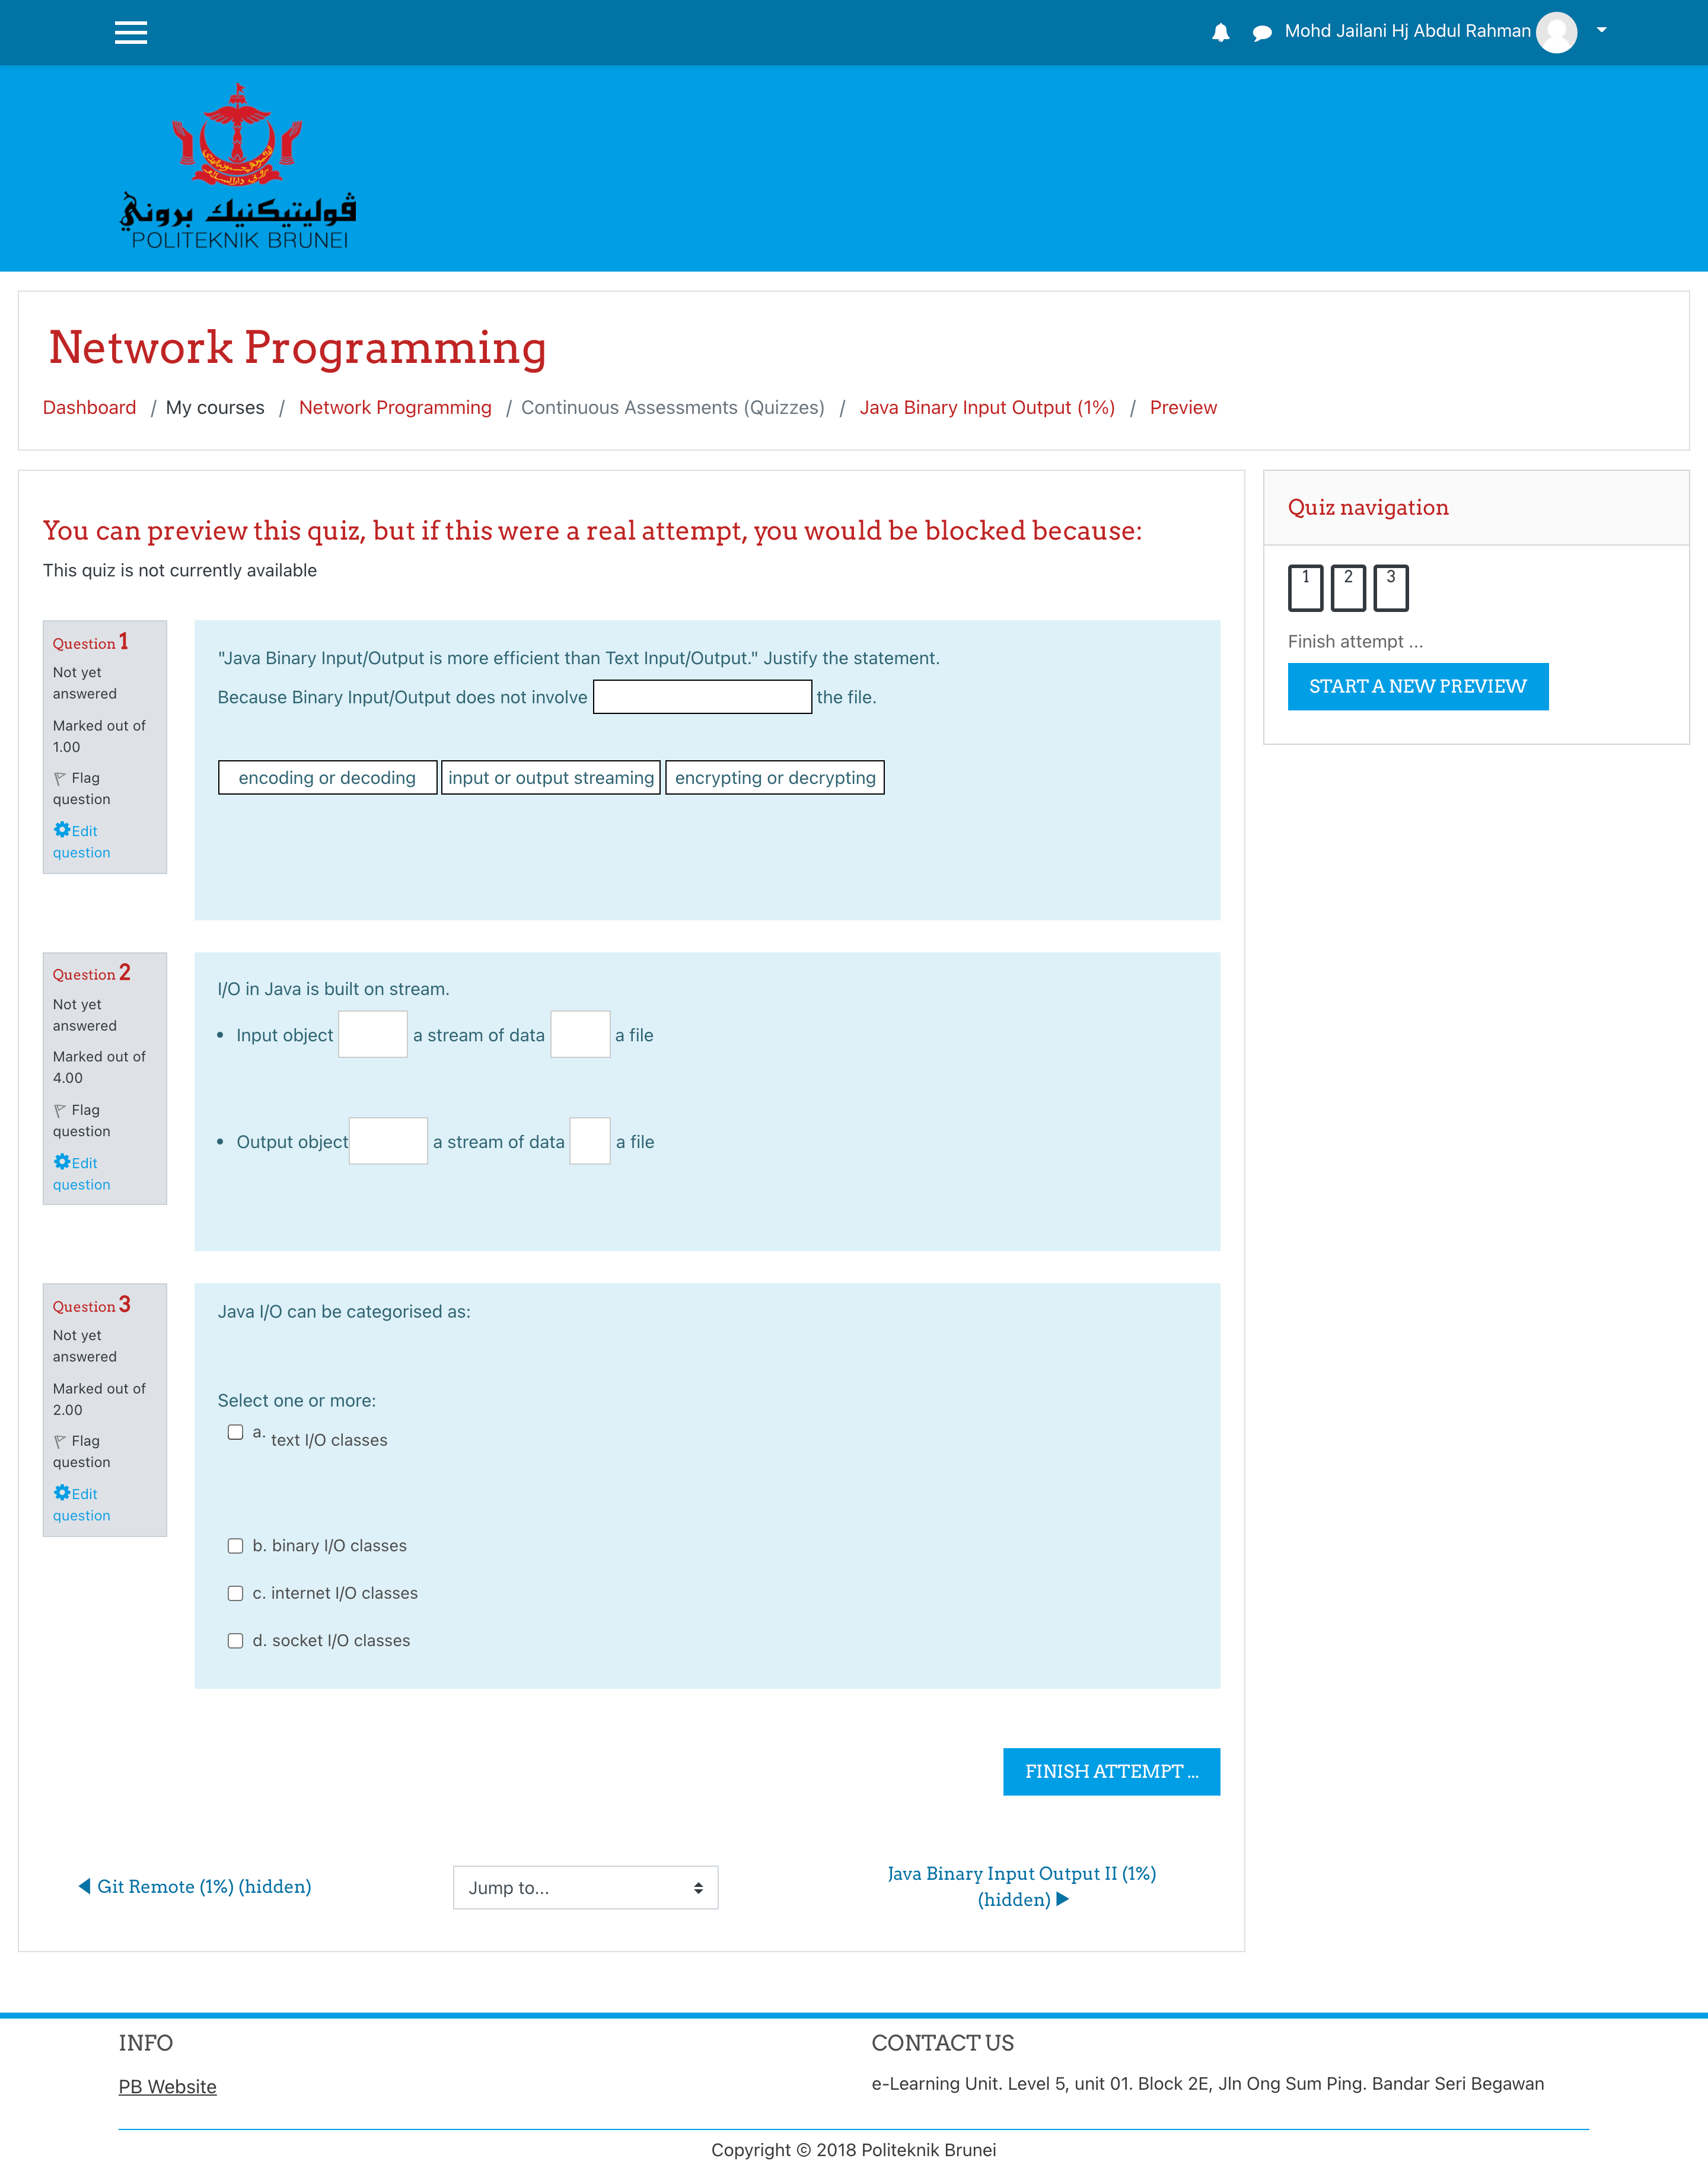 Mohd Jailani Hj Abdul Rahman
ڤوليتيكنيك بروني
POLITEKNIK BRUNEI
Network Programming
Dashboard / My courses / Network Programming / Continuous Assessments (Quizzes) / Java Binary Input Output (1%) / Preview
You can preview this quiz, but if this were a real attempt, you would be blocked because:
This quiz is not currently available
Question 1
Not yet
answered
Marked out of
1.00
Flag
question
Edit
question
"Java Binary Input/Output is more efficient than Text Input/Output." Justify the statement.
Because Binary Input/Output does not involve the file.
encoding or decoding input or output streaming encrypting or decrypting
Question 2
Not yet
answered
Marked out of
4.00
Flag
question
Edit
question
I/O in Java is built on stream.
• Input object a stream of data a file
• Output object a stream of data a file
Question 3
Not yet
answered
Marked out of
2.00
Flag
question
Edit
question
Java I/O can be categorised as:
Select one or more:
a. text I/O classes
b. binary I/O classes
c. internet I/O classes
d. socket I/O classes
FINISH ATTEMPT ...
◀ Git Remote (1%) (hidden)
Jump to...
Java Binary Input Output II (1%)
(hidden) ▶
Quiz navigation
1 2 3
Finish attempt ...
START A NEW PREVIEW
INFO
PB Website
CONTACT US
e-Learning Unit. Level 5, unit 01. Block 2E, Jln Ong Sum Ping. Bandar Seri Begawan
Copyright © 2018 Politeknik Brunei